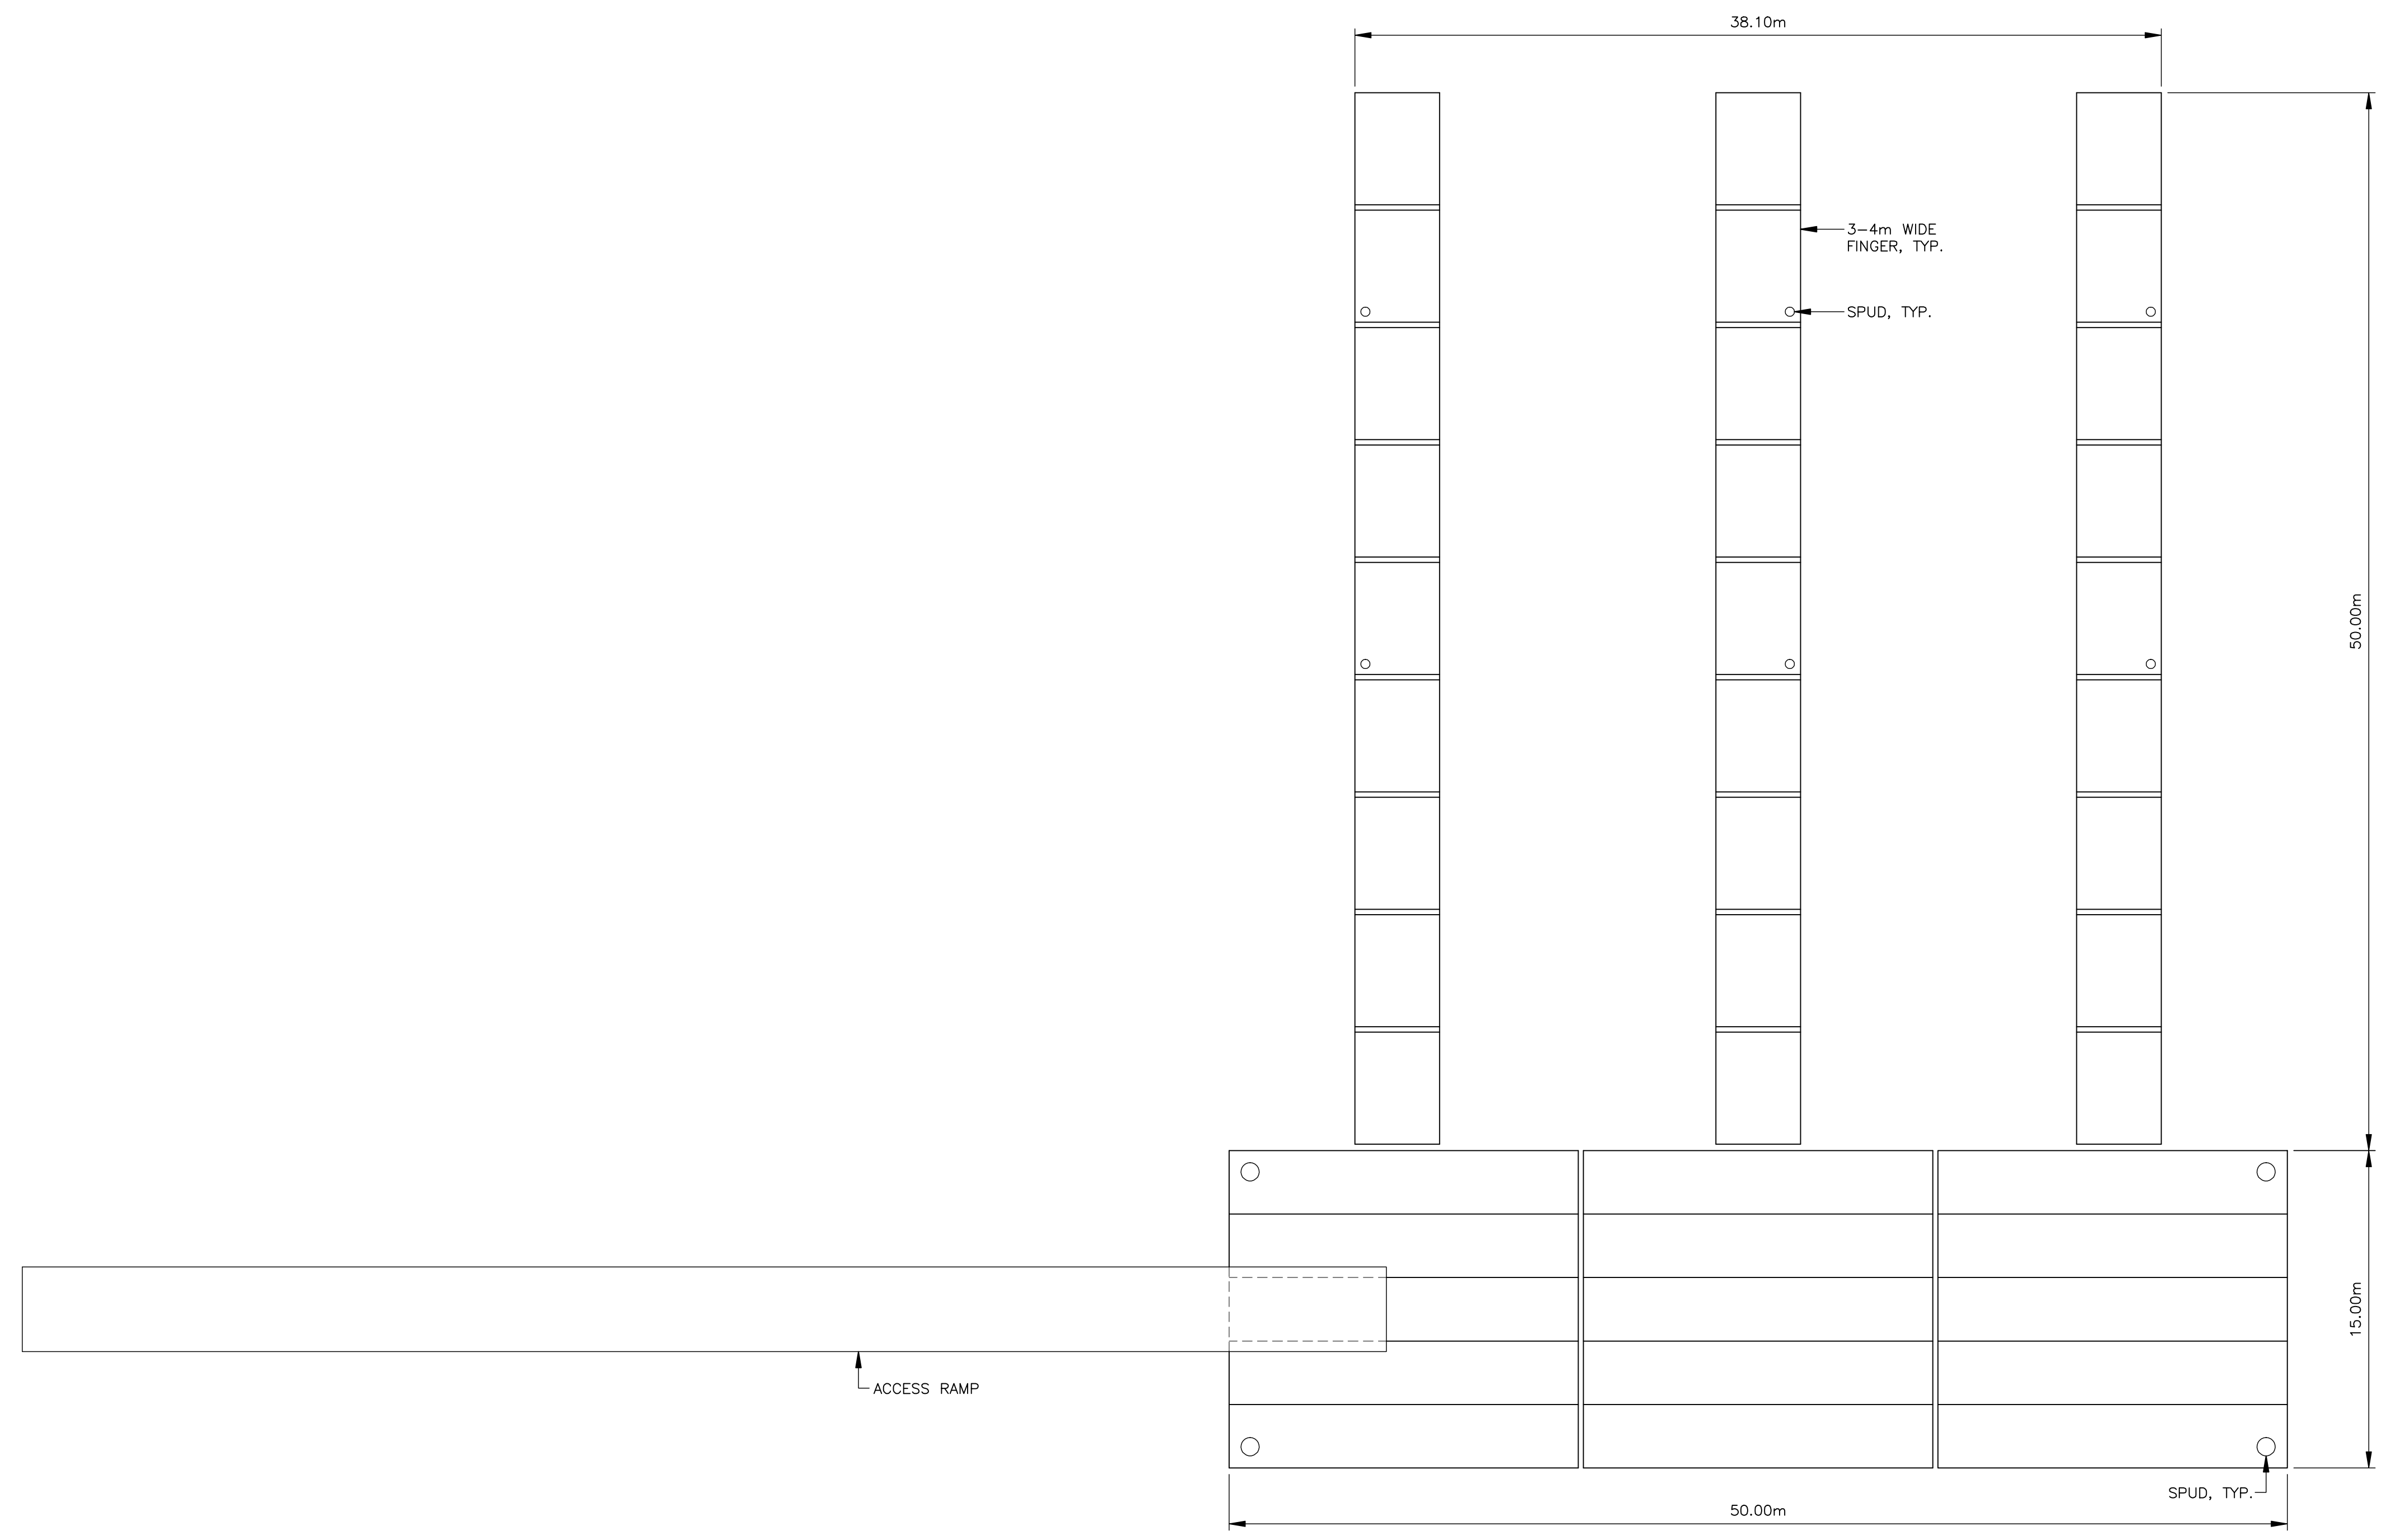 38.10m
3-4m WIDE
FINGER, TYP.
SPUD, TYP.
50.00m
15.00m
ACCESS RAMP
SPUD, TYP.
50.00m